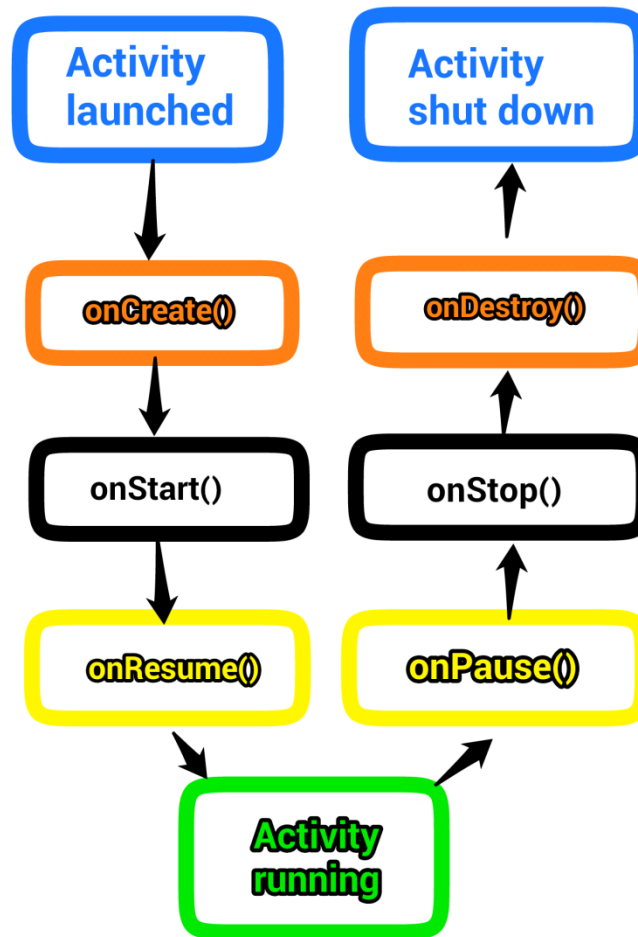 Activity
launched
onCreate()
onStart()
onResume()
Activity
running
onPause()
onStop()
onDestroy()
Activity
shut down